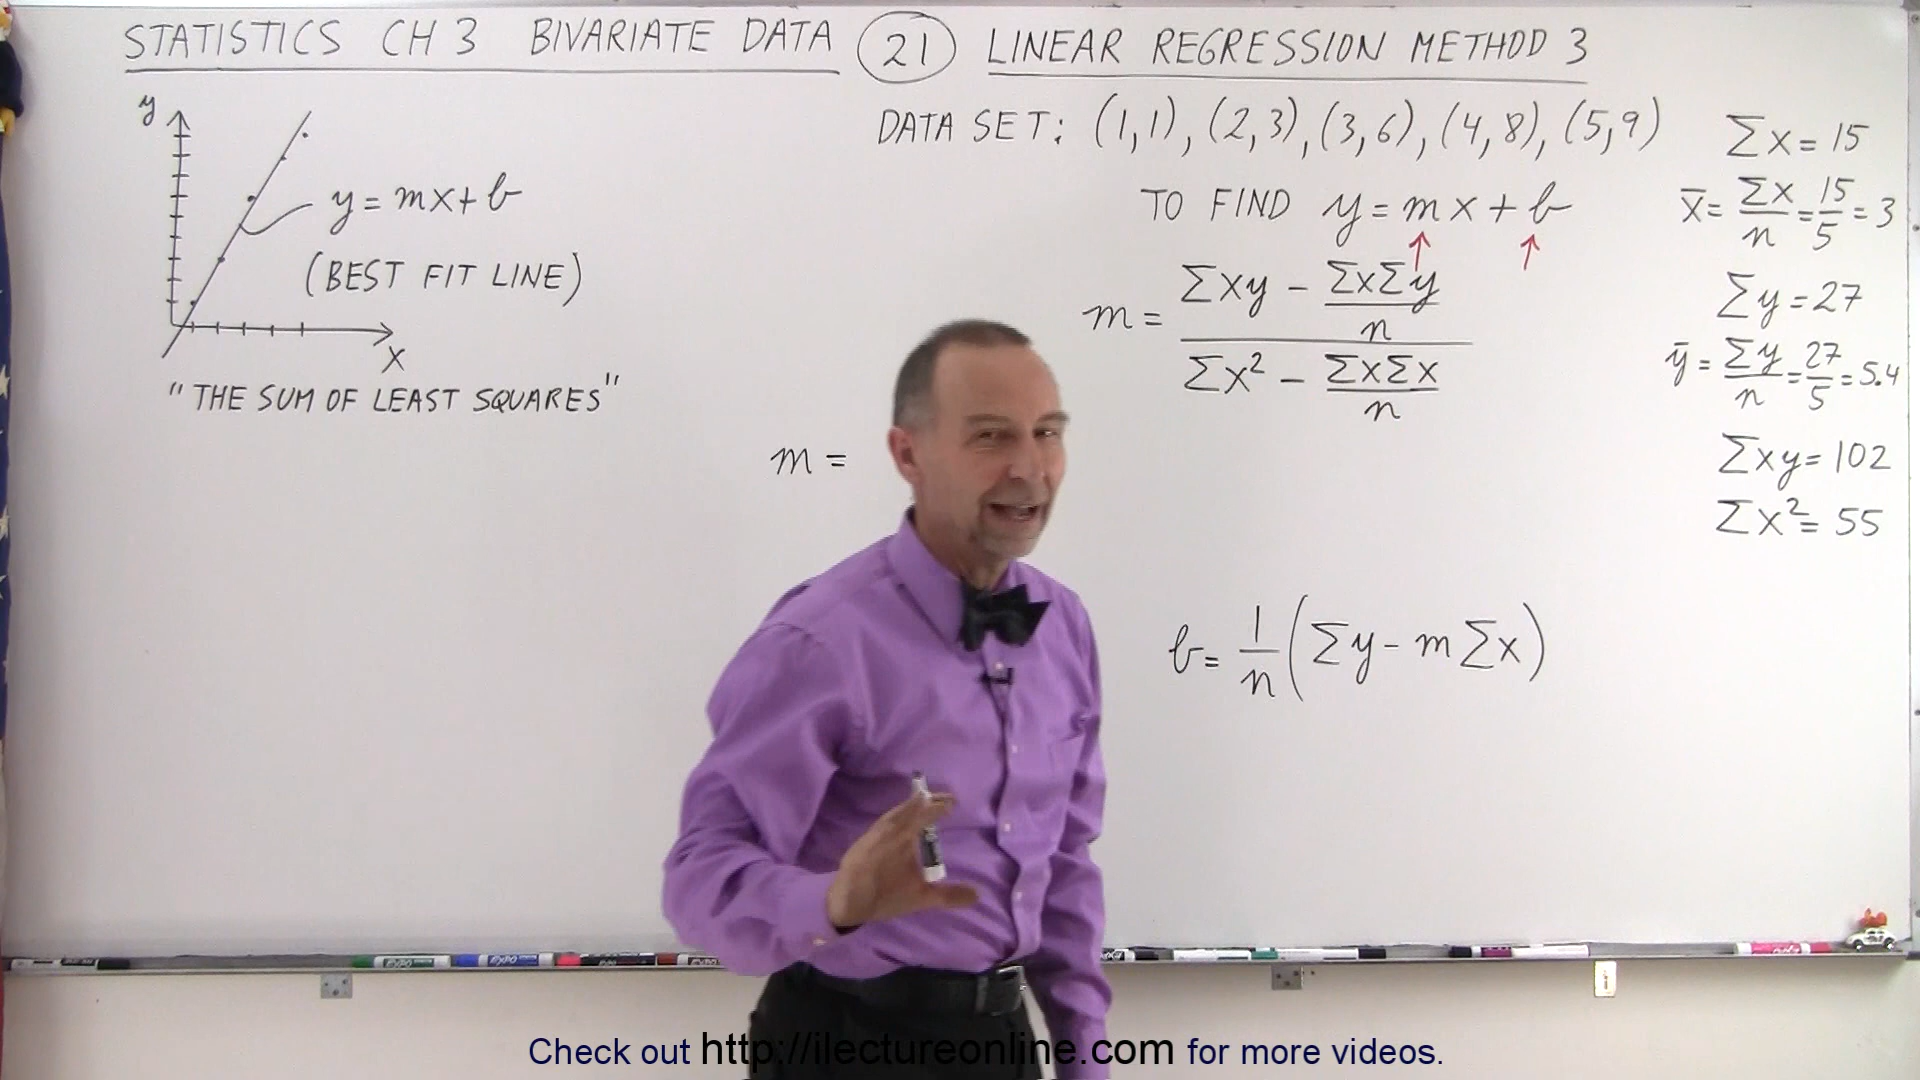 STATISTICS CH 3 BIVARIATE DATA 21 LINEAR REGRESSION METHOD 3
y
y = mx + b
(BEST FIT LINE)
x
"THE SUM OF LEAST SQUARES"
DATA SET: (1,1), (2,3), (3,6), (4,8), (5,9)
TO FIND y = mx + b
↑ ↑
m = (Σxy - ΣxΣy/n) / (Σx² - ΣxΣx/n)
m =
b = 1/n (Σy - mΣx)
Σx = 15
x̄ = Σx/n = 15/5 = 3
Σy = 27
ȳ = Σy/n = 27/5 = 5.4
Σxy = 102
Σx² = 55
Check out http://ilectureonline.com for more videos.